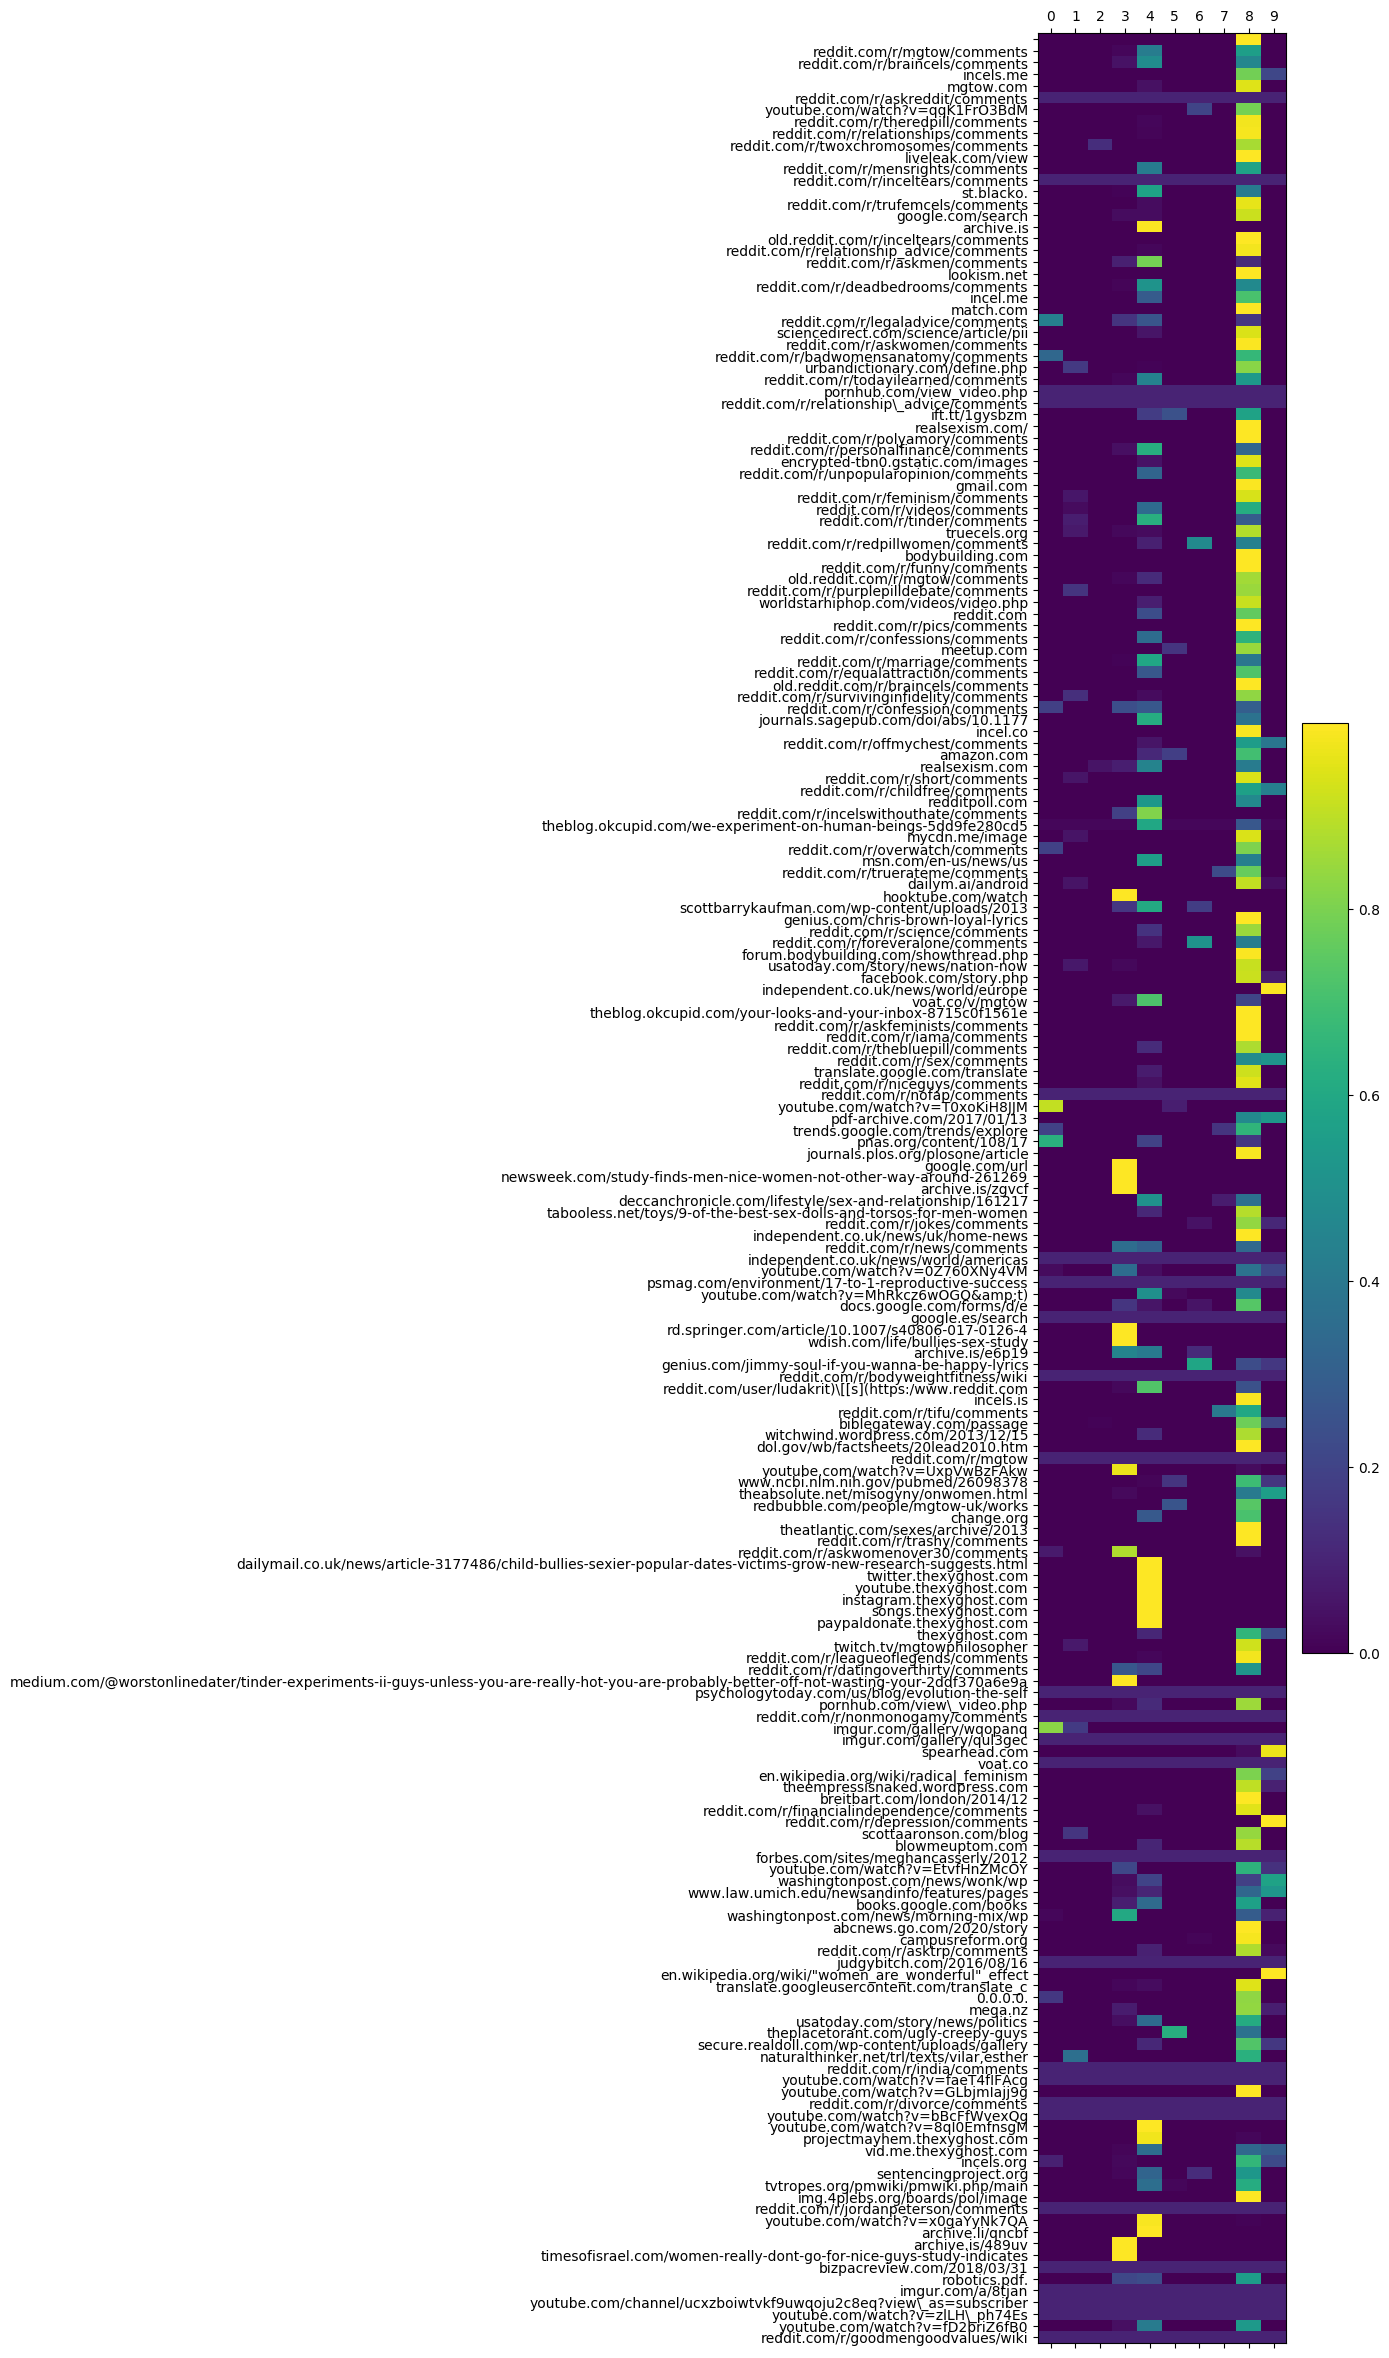 0 1 2 3 4 5 6 7 8 9
reddit.com/r/mgtow/comments
reddit.com/r/braincels/comments
incels.me
mgtow.com
reddit.com/r/askreddit/comments
youtube.com/watch?v=qgK1FrO3BdM
reddit.com/r/theredpill/comments
reddit.com/r/relationships/comments
reddit.com/r/twoxchromosomes/comments
liveleak.com/view
reddit.com/r/mensrights/comments
reddit.com/r/inceltears/comments
st.blacko.
reddit.com/r/trufemcels/comments
google.com/search
archive.is
old.reddit.com/r/inceltears/comments
reddit.com/r/relationship_advice/comments
reddit.com/r/askmen/comments
lookism.net
reddit.com/r/deadbedrooms/comments
incel.me
match.com
reddit.com/r/legaladvice/comments
sciencedirect.com/science/article/pii
reddit.com/r/askwomen/comments
reddit.com/r/badwomensanatomy/comments
urbandictionary.com/define.php
reddit.com/r/todayilearned/comments
pornhub.com/view_video.php
reddit.com/r/relationship\_advice/comments
ift.tt/1gysbzm
realsexism.com/
reddit.com/r/polyamory/comments
reddit.com/r/personalfinance/comments
encrypted-tbn0.gstatic.com/images
reddit.com/r/unpopularopinion/comments
gmail.com
reddit.com/r/feminism/comments
reddit.com/r/videos/comments
reddit.com/r/tinder/comments
truecels.org
reddit.com/r/redpillwomen/comments
bodybuilding.com
reddit.com/r/funny/comments
old.reddit.com/r/mgtow/comments
reddit.com/r/purplepilldebate/comments
worldstarhiphop.com/videos/video.php
reddit.com
reddit.com/r/pics/comments
reddit.com/r/confessions/comments
meetup.com
reddit.com/r/marriage/comments
reddit.com/r/equalattraction/comments
old.reddit.com/r/braincels/comments
reddit.com/r/survivinginfidelity/comments
reddit.com/r/confession/comments
journals.sagepub.com/doi/abs/10.1177
incel.co
reddit.com/r/offmychest/comments
amazon.com
realsexism.com
reddit.com/r/short/comments
reddit.com/r/childfree/comments
redditpoll.com
reddit.com/r/incelswithouthate/comments
theblog.okcupid.com/we-experiment-on-human-beings-5dd9fe280cd5
mycdn.me/image
reddit.com/r/overwatch/comments
msn.com/en-us/news/us
reddit.com/r/truerateme/comments
dailym.ai/android
hooktube.com/watch
scottbarrykaufman.com/wp-content/uploads/2013
genius.com/chris-brown-loyal-lyrics
reddit.com/r/science/comments
reddit.com/r/foreveralone/comments
forum.bodybuilding.com/showthread.php
usatoday.com/story/news/nation-now
facebook.com/story.php
independent.co.uk/news/world/europe
voat.co/v/mgtow
theblog.okcupid.com/your-looks-and-your-inbox-8715c0f1561e
reddit.com/r/askfeminists/comments
reddit.com/r/iama/comments
reddit.com/r/thebluepill/comments
reddit.com/r/sex/comments
translate.google.com/translate
reddit.com/r/niceguys/comments
reddit.com/r/nofap/comments
youtube.com/watch?v=T0xoKiH8JJM
pdf-archive.com/2017/01/13
trends.google.com/trends/explore
pnas.org/content/108/17
journals.plos.org/plosone/article
google.com/url
newsweek.com/study-finds-men-nice-women-not-other-way-around-261269
archive.is/zgvcf
deccanchronicle.com/lifestyle/sex-and-relationship/161217
tabooless.net/toys/9-of-the-best-sex-dolls-and-torsos-for-men-women
reddit.com/r/jokes/comments
independent.co.uk/news/uk/home-news
reddit.com/r/news/comments
independent.co.uk/news/world/americas
youtube.com/watch?v=0Z760XNy4VM
psmag.com/environment/17-to-1-reproductive-success
youtube.com/watch?v=MhRkcz6wOGQ&amp;t)
docs.google.com/forms/d/e
google.es/search
rd.springer.com/article/10.1007/s40806-017-0126-4
wdish.com/life/bullies-sex-study
archive.is/e6p19
genius.com/jimmy-soul-if-you-wanna-be-happy-lyrics
reddit.com/r/bodyweightfitness/wiki
reddit.com/user/ludakrit)\[[s](https:/www.reddit.com
incels.is
reddit.com/r/tifu/comments
biblegateway.com/passage
witchwind.wordpress.com/2013/12/15
dol.gov/wb/factsheets/20lead2010.htm
reddit.com/r/mgtow
youtube.com/watch?v=UxpVwBzFAkw
www.ncbi.nlm.nih.gov/pubmed/26098378
theabsolute.net/misogyny/onwomen.html
redbubble.com/people/mgtow-uk/works
change.org
theatlantic.com/sexes/archive/2013
reddit.com/r/trashy/comments
reddit.com/r/askwomenover30/comments
dailymail.co.uk/news/article-3177486/child-bullies-sexier-popular-dates-victims-grow-new-research-suggests.html
twitter.thexyghost.com
youtube.thexyghost.com
instagram.thexyghost.com
songs.thexyghost.com
paypaldonate.thexyghost.com
thexyghost.com
twitch.tv/mgtowphilosopher
reddit.com/r/leagueoflegends/comments
reddit.com/r/datingoverthirty/comments
medium.com/@worstonlinedater/tinder-experiments-ii-guys-unless-you-are-really-hot-you-are-probably-better-off-not-wasting-your-2ddf370a6e9a
psychologytoday.com/us/blog/evolution-the-self
pornhub.com/view\_video.php
reddit.com/r/nonmonogamy/comments
imgur.com/gallery/wqopanq
imgur.com/gallery/qul3gec
spearhead.com
voat.co
en.wikipedia.org/wiki/radical_feminism
theempressisnaked.wordpress.com
breitbart.com/london/2014/12
reddit.com/r/financialindependence/comments
reddit.com/r/depression/comments
scottaaronson.com/blog
blowmeuptom.com
forbes.com/sites/meghancasserly/2012
youtube.com/watch?v=EtvfHnZMcOY
washingtonpost.com/news/wonk/wp
www.law.umich.edu/newsandinfo/features/pages
books.google.com/books
washingtonpost.com/news/morning-mix/wp
abcnews.go.com/2020/story
campusreform.org
reddit.com/r/asktrp/comments
judgybitch.com/2016/08/16
en.wikipedia.org/wiki/"women_are_wonderful"_effect
translate.googleusercontent.com/translate_c
0.0.0.0.
mega.nz
usatoday.com/story/news/politics
theplacetorant.com/ugly-creepy-guys
secure.realdoll.com/wp-content/uploads/gallery
naturalthinker.net/trl/texts/vilar,esther
reddit.com/r/india/comments
youtube.com/watch?v=faeT4fIFAcg
youtube.com/watch?v=GLbjmIajj9g
reddit.com/r/divorce/comments
youtube.com/watch?v=bBcFfWvexQg
youtube.com/watch?v=8ql0EmfnsgM
projectmayhem.thexyghost.com
vid.me.thexyghost.com
incels.org
sentencingproject.org
tvtropes.org/pmwiki/pmwiki.php/main
img.4plebs.org/boards/pol/image
reddit.com/r/jordanpeterson/comments
youtube.com/watch?v=x0gaYyNk7QA
archive.li/qncbf
archive.is/489uv
timesofisrael.com/women-really-dont-go-for-nice-guys-study-indicates
bizpacreview.com/2018/03/31
robotics.pdf.
imgur.com/a/8tjan
youtube.com/channel/ucxzboiwtvkf9uwqoju2c8eq?view\_as=subscriber
youtube.com/watch?v=zlLH\_ph74Es
youtube.com/watch?v=fD2briZ6fB0
reddit.com/r/goodmengoodvalues/wiki
0.8
0.6
0.4
0.2
0.0